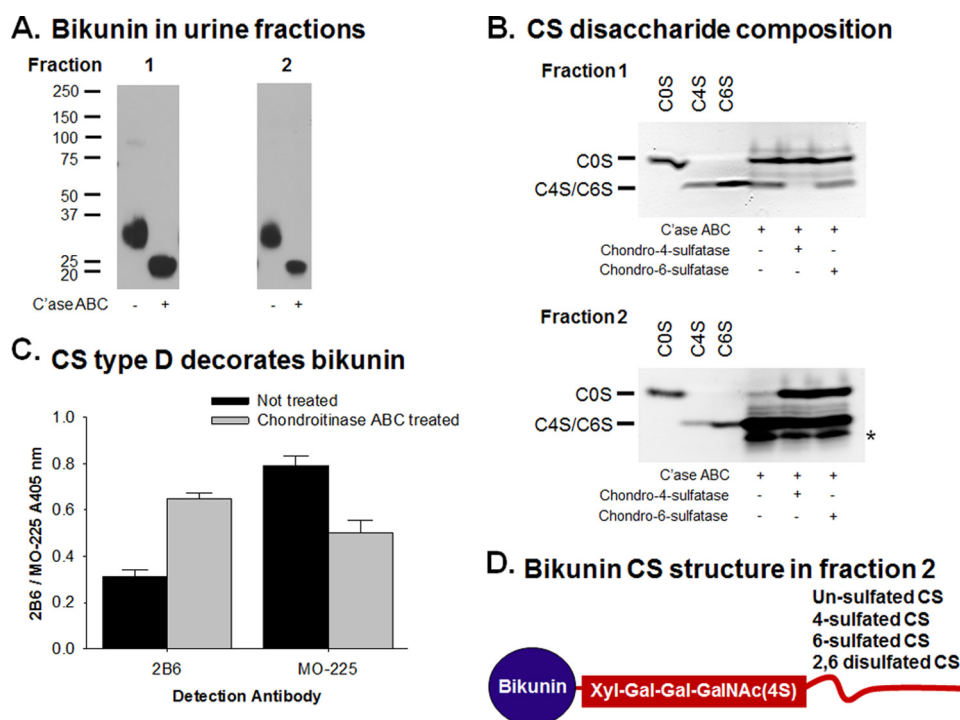 A. Bikunin in urine fractions
Fraction 1 2
250
150
100
75
50
37
25
20
C'ase ABC - + - +
B. CS disaccharide composition
Fraction 1
C0S C4S C6S
C0S
C4S/C6S
C'ase ABC + + +
Chondro-4-sulfatase - + -
Chondro-6-sulfatase - - +
Fraction 2
C0S C4S C6S
C0S
C4S/C6S *
C'ase ABC + + +
Chondro-4-sulfatase - + -
Chondro-6-sulfatase - - +
C. CS type D decorates bikunin
Not treated
Chondroitinase ABC treated
2B6 / MO-225 A405 nm
1.0
0.8
0.6
0.4
0.2
0.0
2B6 MO-225
Detection Antibody
D. Bikunin CS structure in fraction 2
Un-sulfated CS
4-sulfated CS
6-sulfated CS
2,6 disulfated CS
Bikunin Xyl-Gal-Gal-GalNAc(4S)